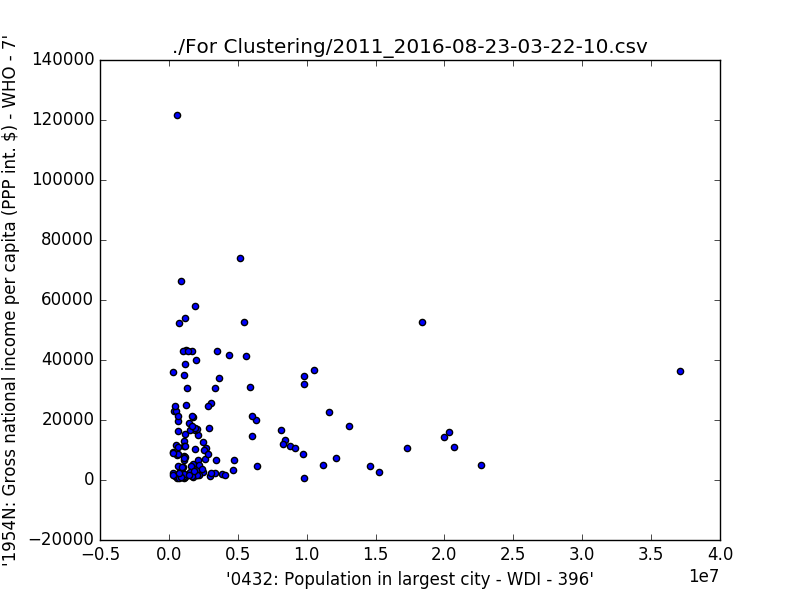 ./For Clustering/2011_2016-08-23-03-22-10.csv
'1954N: Gross national income per capita (PPP int. $) - WHO - 7'
140000
120000
100000
80000
60000
40000
20000
0
−20000
−0.5 0.0 0.5 1.0 1.5 2.0 2.5 3.0 3.5 4.0
1e7
'0432: Population in largest city - WDI - 396'